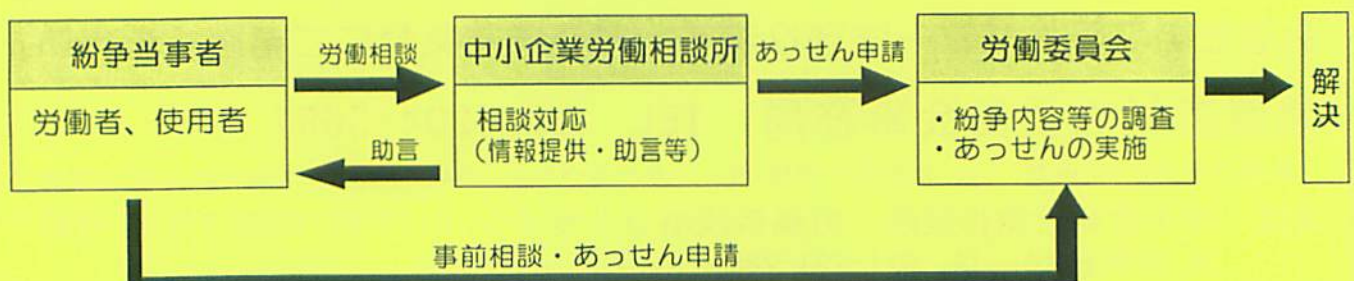 紛争当事者
労働者、使用者
労働相談
助言
中小企業労働相談所
相談対応
(情報提供・助言等)
あっせん申請
労働委員会
・紛争内容等の調査
・あっせんの実施
解決
事前相談・あっせん申請